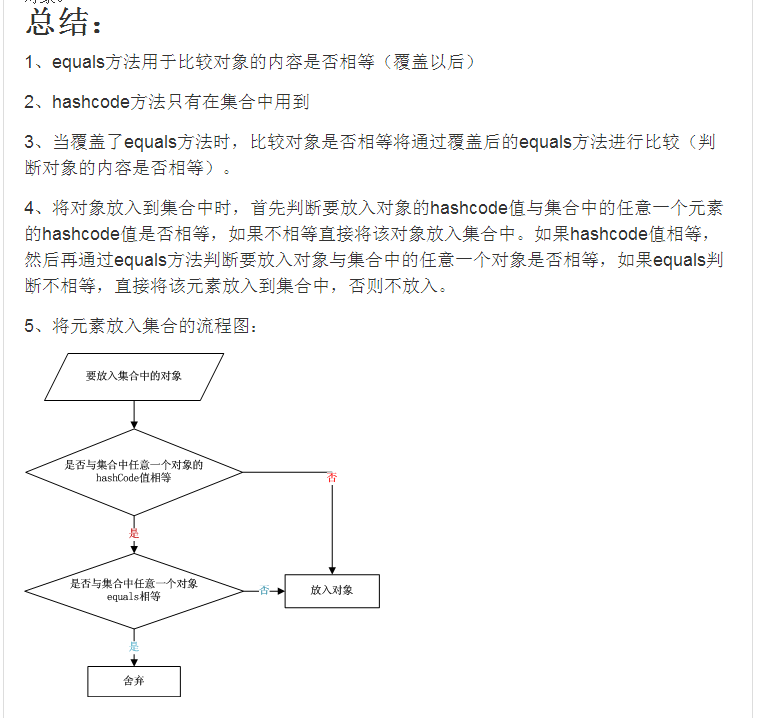 总结：
1、equals方法用于比较对象的内容是否相等（覆盖以后）
2、hashcode方法只有在集合中用到
3、当覆盖了equals方法时，比较对象是否相等将通过覆盖后的equals方法进行比较（判
断对象的内容是否相等）。
4、将对象放入到集合中时，首先判断要放入对象的hashcode值与集合中的任意一个元素
的hashcode值是否相等，如果不相等直接将该对象放入集合中。如果hashcode值相等，
然后再通过equals方法判断要放入对象与集合中的任意一个对象是否相等，如果equals判
断不相等，直接将该元素放入到集合中，否则不放入。
5、将元素放入集合的流程图：
要放入集合中的对象
是否与集合中任意一个对象的
hashCode值相等
否
是
是否与集合中任意一个对象
equals相等
否
放入对象
是
舍弃